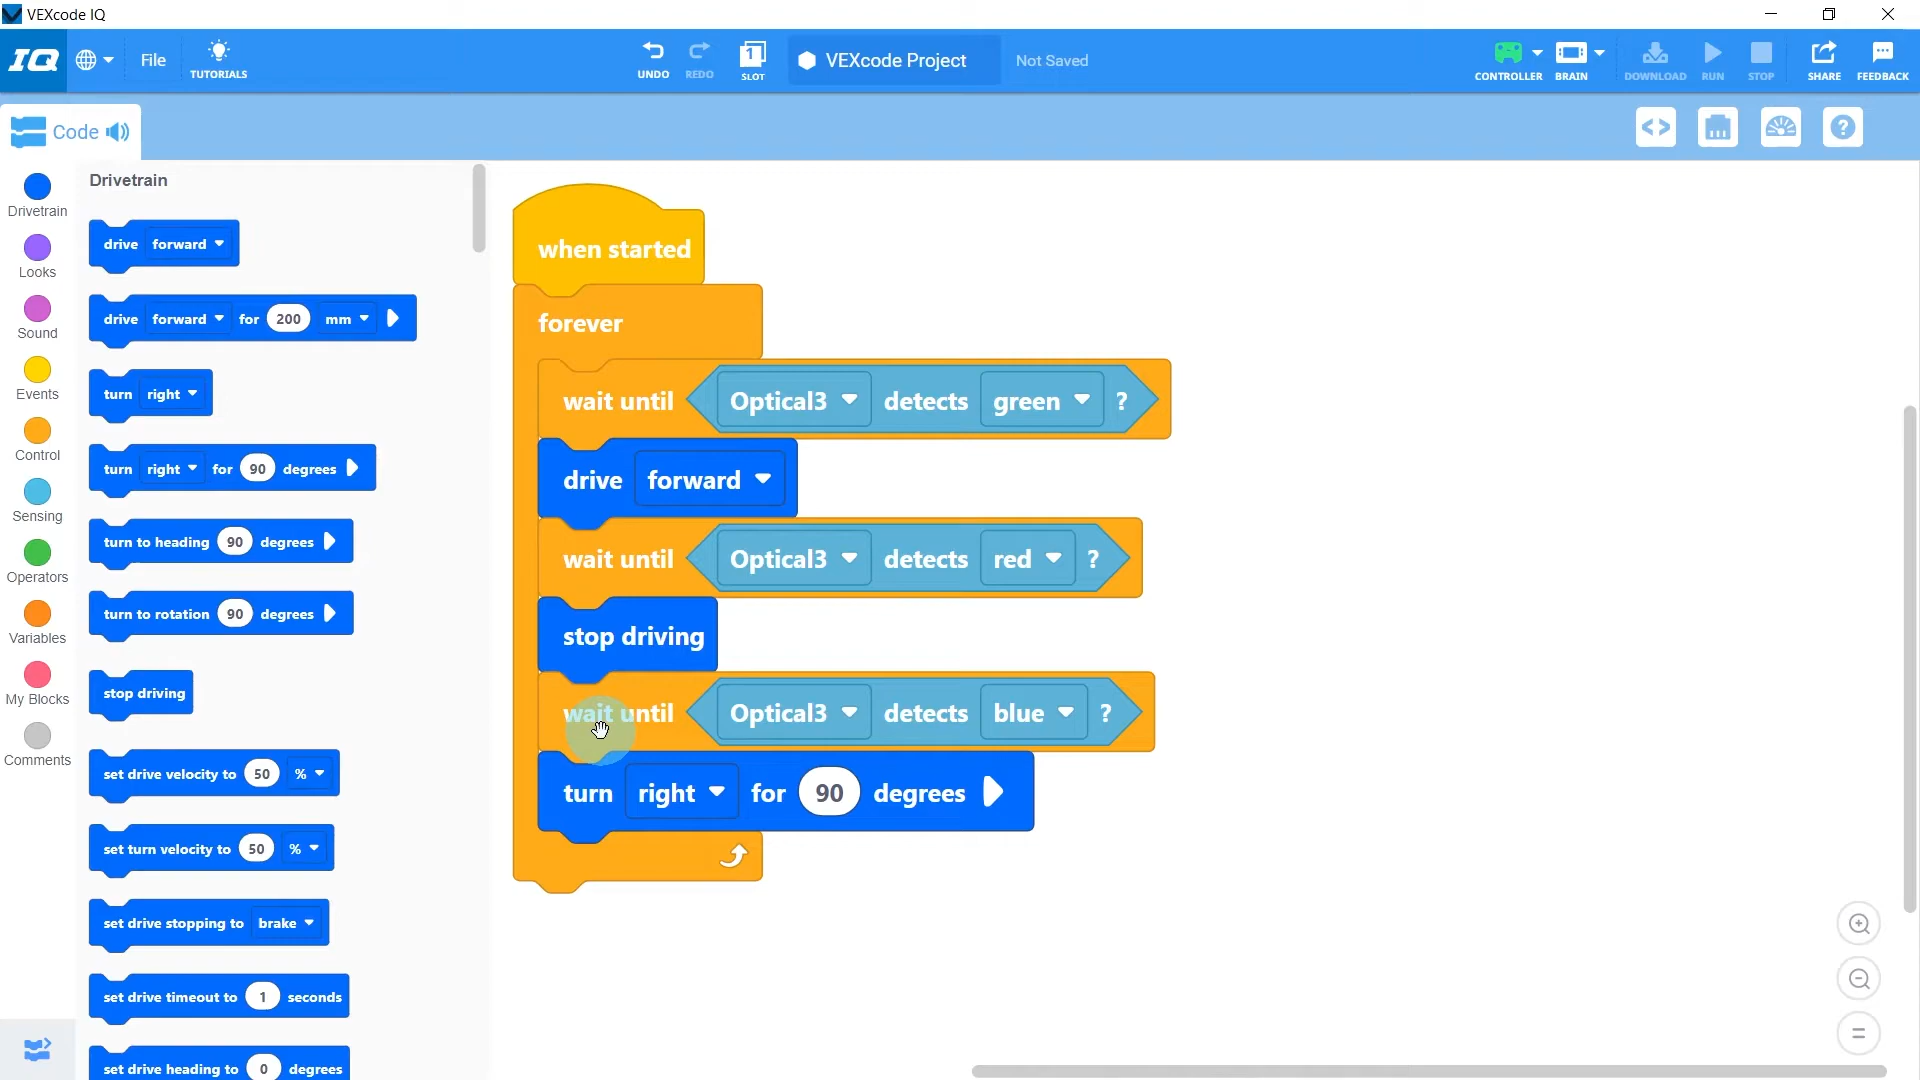 VEXcode IQ
IQ
File
TUTORIALS
UNDO
REDO
1
SLOT
VEXcode Project
Not Saved
CONTROLLER
BRAIN
DOWNLOAD
RUN
STOP
SHARE
FEEDBACK
Code
Drivetrain
Looks
Sound
Events
Control
Sensing
Operators
Variables
My Blocks
Comments
Drivetrain
drive forward
drive forward for 200 mm
turn right
turn right for 90 degrees
turn to heading 90 degrees
turn to rotation 90 degrees
stop driving
set drive velocity to 50 %
set turn velocity to 50 %
set drive stopping to brake
set drive timeout to 1 seconds
set drive heading to 0 degrees
when started
forever
wait until Optical3 detects green ?
drive forward
wait until Optical3 detects red ?
stop driving
wait until Optical3 detects blue ?
turn right for 90 degrees